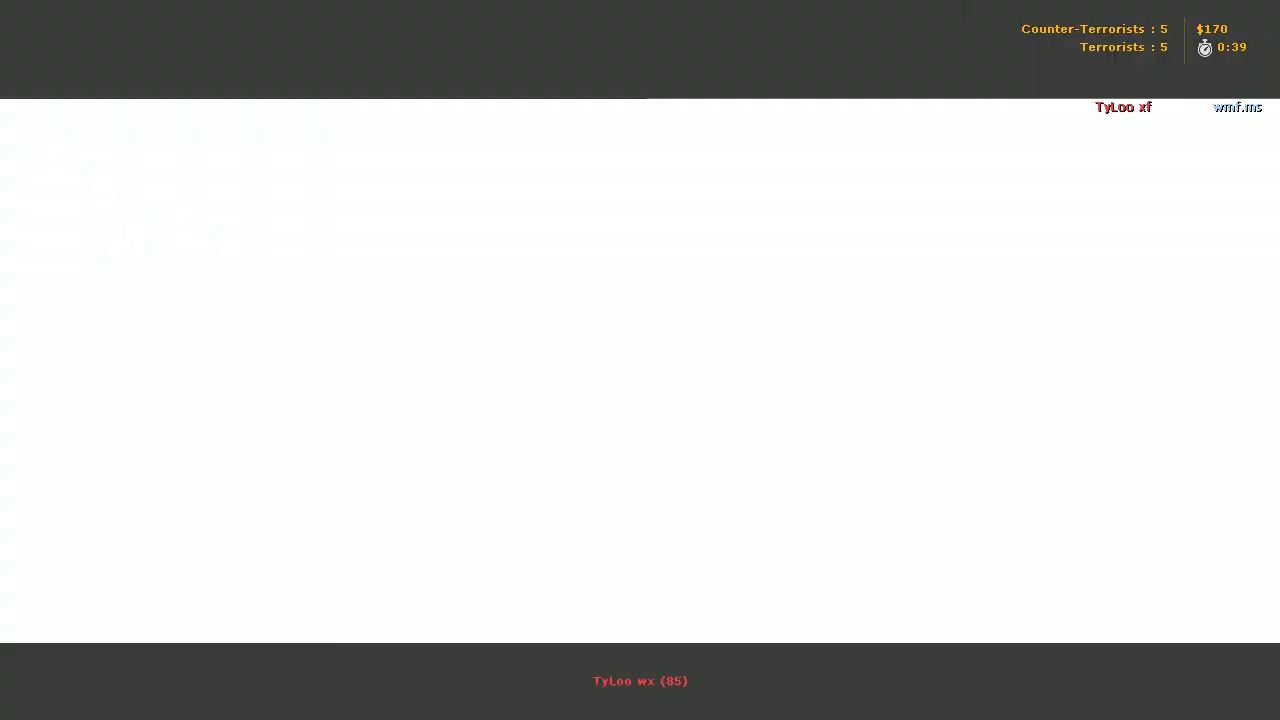 Counter-Terrorists : 5 $170
Terrorists : 5 0:39
TyLoo xf wmf.ms
TyLoo wx (85)